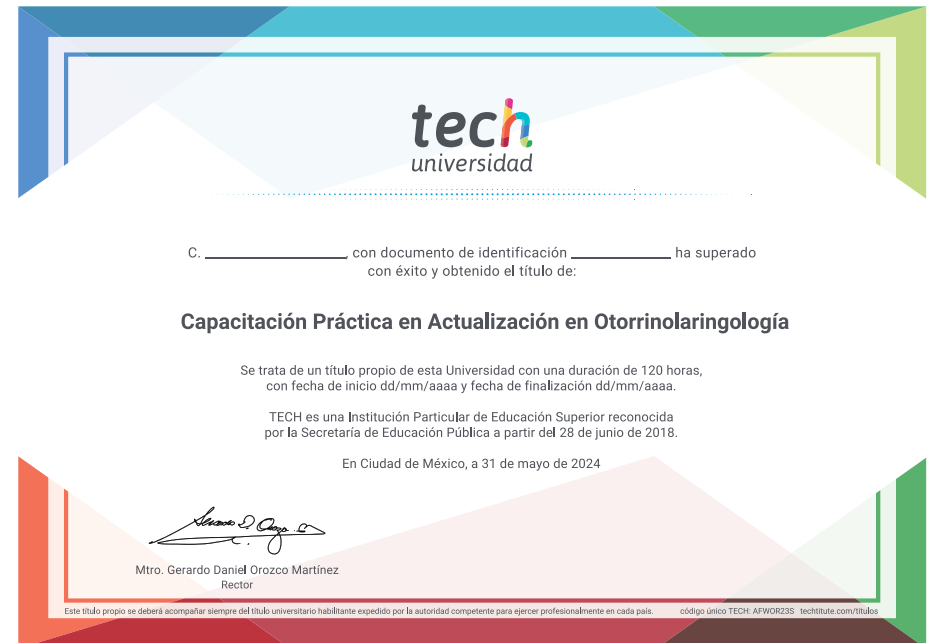 tech
universidad
C. ____________________, con documento de identificación ______________ ha superado
con éxito y obtenido el título de:
Capacitación Práctica en Actualización en Otorrinolaringología
Se trata de un título propio de esta Universidad con una duración de 120 horas,
con fecha de inicio dd/mm/aaaa y fecha de finalización dd/mm/aaaa.
TECH es una Institución Particular de Educación Superior reconocida
por la Secretaría de Educación Pública a partir del 28 de junio de 2018.
En Ciudad de México, a 31 de mayo de 2024
Mtro. Gerardo Daniel Orozco Martínez
Rector
Este título propio se deberá acompañar siempre del título universitario habilitante expedido por la autoridad competente para ejercer profesionalmente en cada país. código único TECH: AFWOR23S techtitute.com/titulos